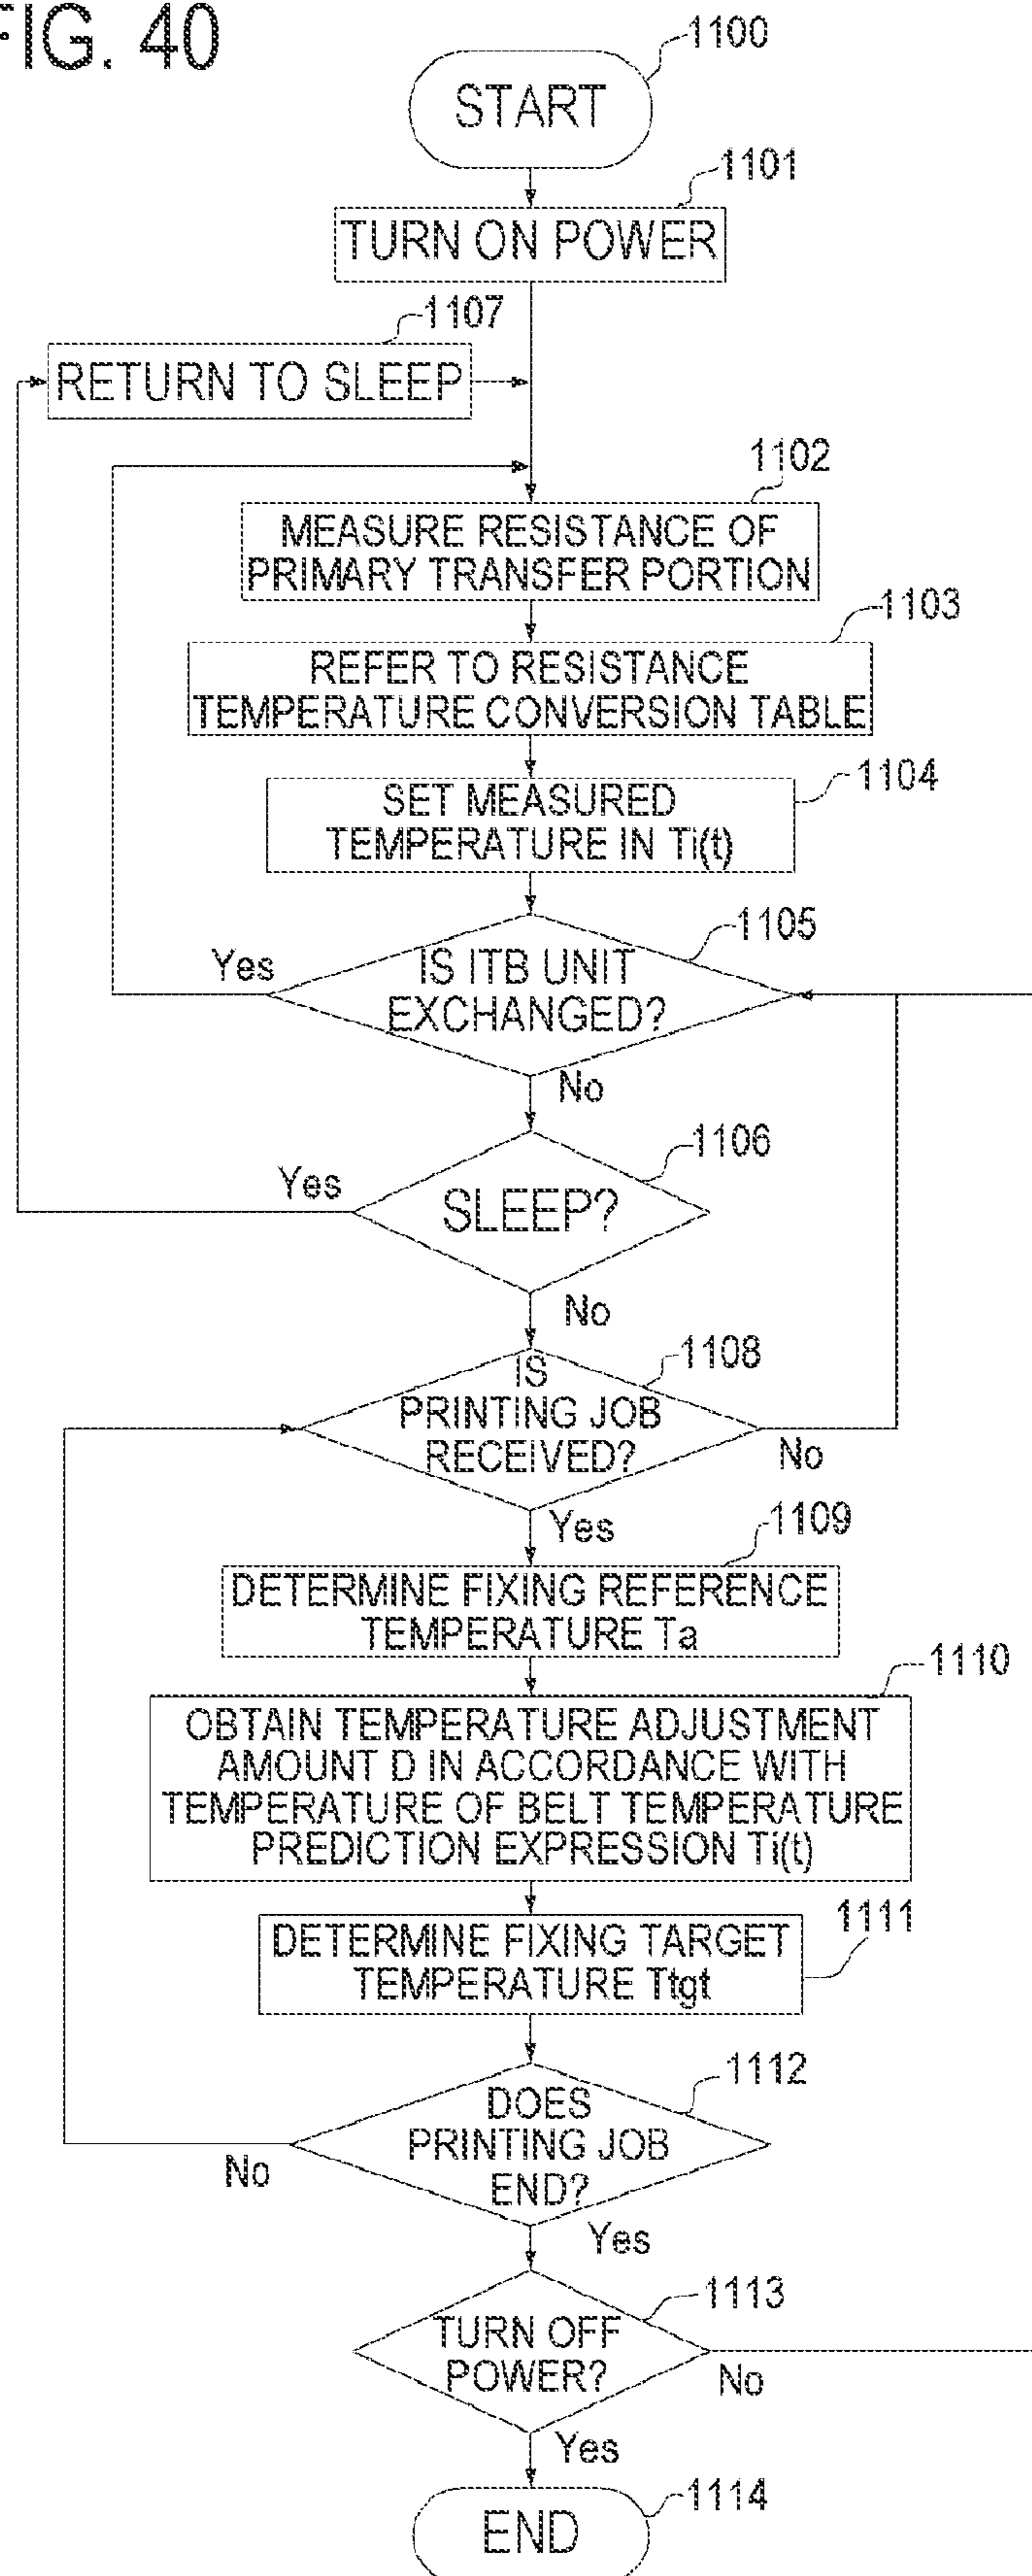 FIG. 40
1100
START
1101
TURN ON POWER
1107
RETURN TO SLEEP
1102
MEASURE RESISTANCE OF
PRIMARY TRANSFER PORTION
1103
REFER TO RESISTANCE
TEMPERATURE CONVERSION TABLE
1104
SET MEASURED
TEMPERATURE IN Ti(t)
1105
Yes
IS ITB UNIT
EXCHANGED?
No
1106
Yes
SLEEP?
No
1108
IS
PRINTING JOB
RECEIVED?
No
Yes
1109
DETERMINE FIXING REFERENCE
TEMPERATURE Ta
1110
OBTAIN TEMPERATURE ADJUSTMENT
AMOUNT D IN ACCORDANCE WITH
TEMPERATURE OF BELT TEMPERATURE
PREDICTION EXPRESSION Ti(t)
1111
DETERMINE FIXING TARGET
TEMPERATURE Ttgt
1112
DOES
PRINTING JOB
END?
No
Yes
1113
TURN OFF
POWER?
No
Yes
1114
END